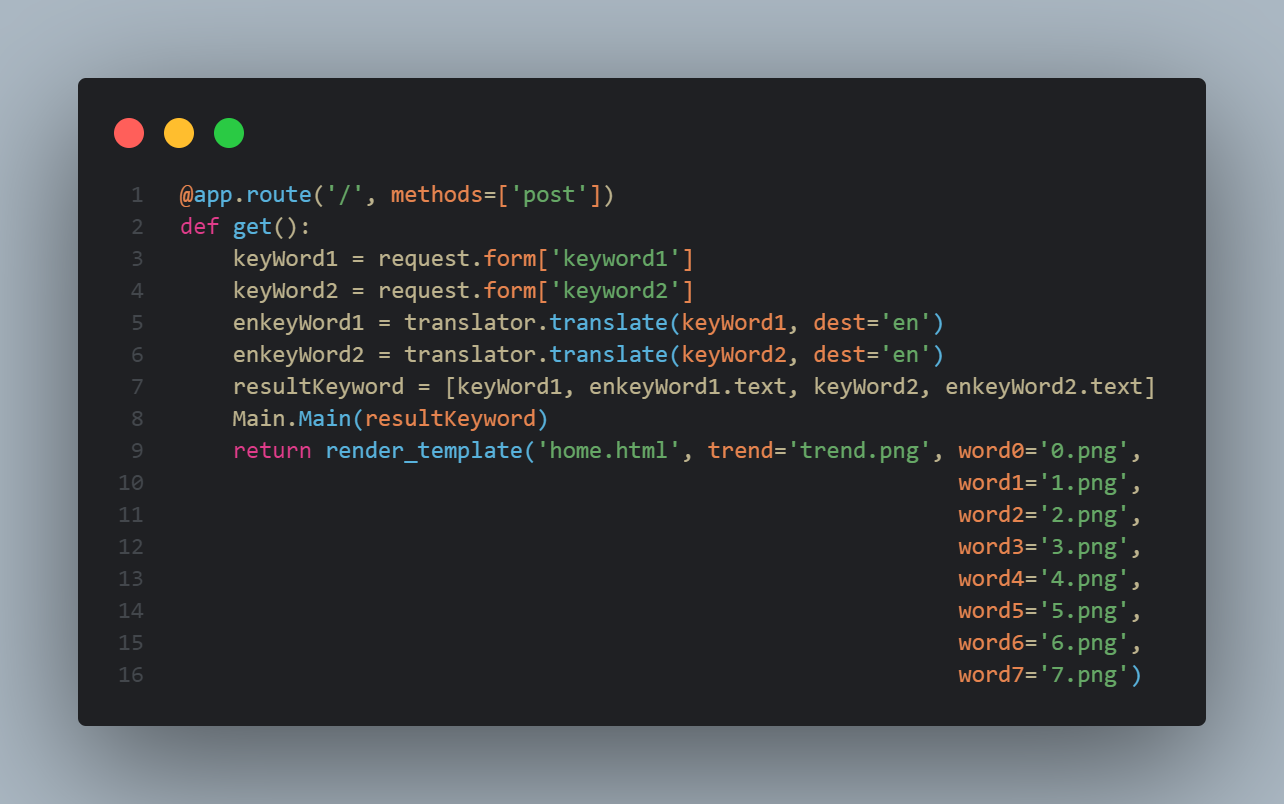 1 @app.route('/', methods=['post'])
2 def get():
3     keyWord1 = request.form['keyword1']
4     keyWord2 = request.form['keyword2']
5     enkeyWord1 = translator.translate(keyWord1, dest='en')
6     enkeyWord2 = translator.translate(keyWord2, dest='en')
7     resultKeyword = [keyWord1, enkeyWord1.text, keyWord2, enkeyWord2.text]
8     Main.Main(resultKeyword)
9     return render_template('home.html', trend='trend.png', word0='0.png',
10                                                            word1='1.png',
11                                                            word2='2.png',
12                                                            word3='3.png',
13                                                            word4='4.png',
14                                                            word5='5.png',
15                                                            word6='6.png',
16                                                            word7='7.png')